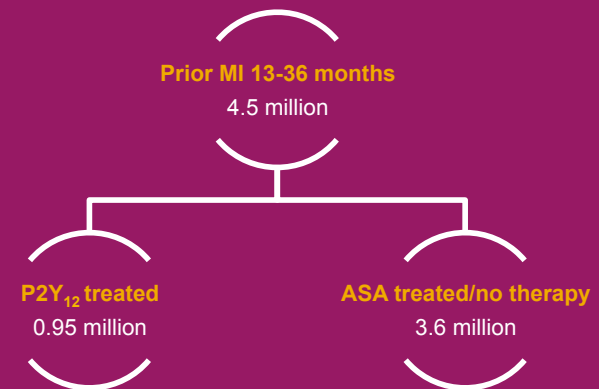 Prior MI 13-36 months
4.5 million
P2Y12 treated
0.95 million
ASA treated/no therapy
3.6 million